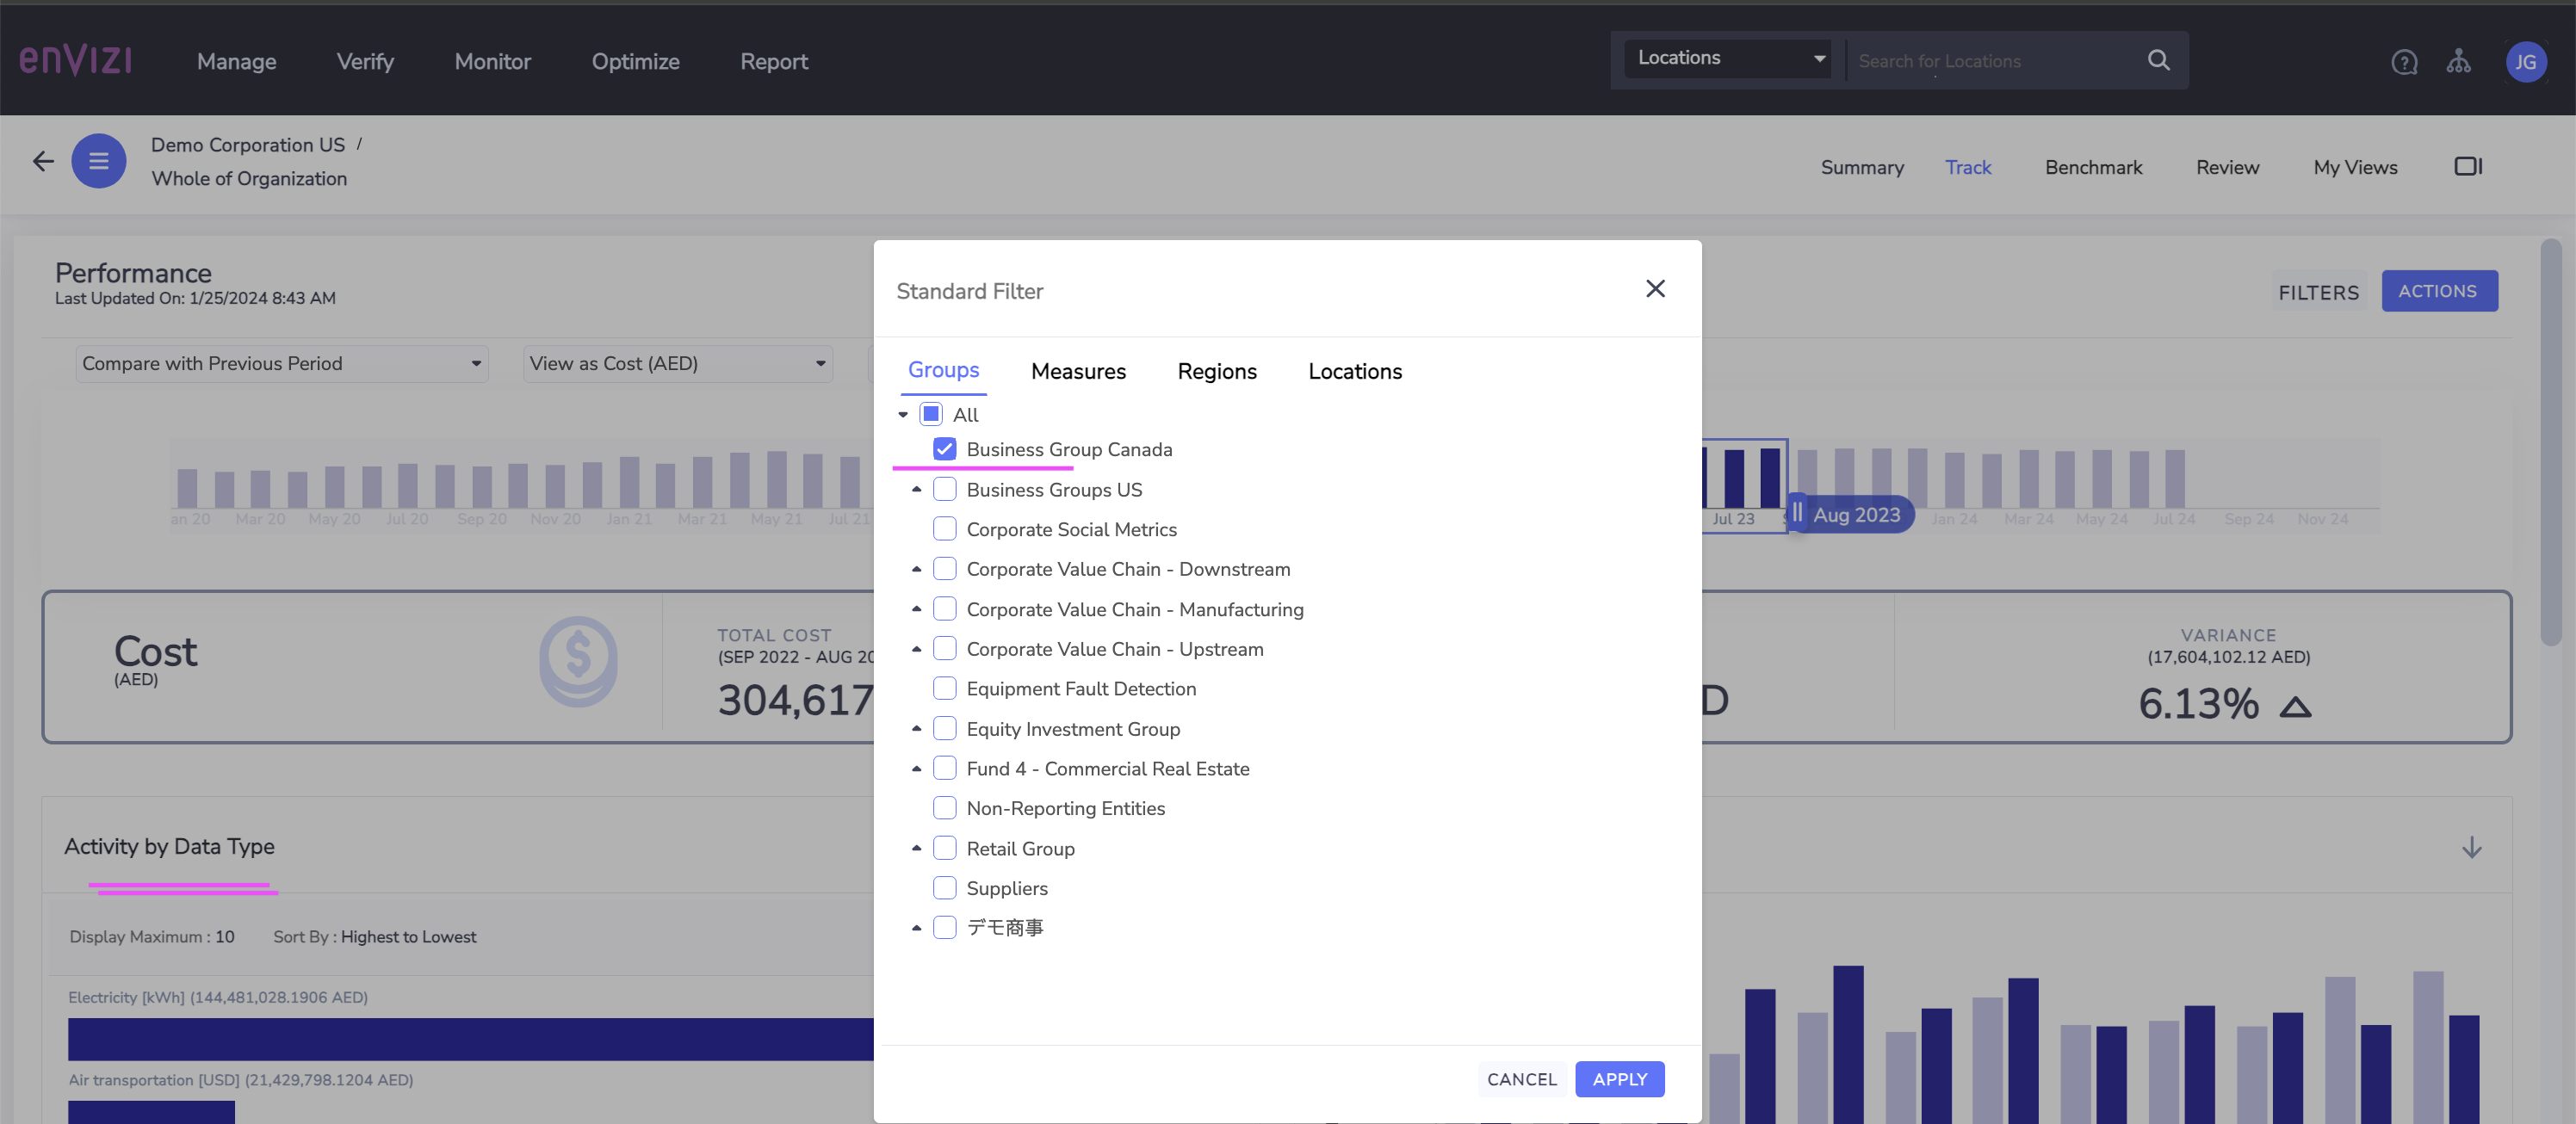 enVIZI
Manage Verify Monitor Optimize Report
Locations
Search for Locations
JG
Demo Corporation US /
Whole of Organization
Summary Track Benchmark Review My Views
Performance
Last Updated On: 1/25/2024 8:43 AM
FILTERS ACTIONS
Compare with Previous Period
View as Cost (AED)
an 20 Mar 20 May 20 Jul 20 Sep 20 Nov 20 Jan 21 Mar 21 May 21 Jul 21
Jul 23
Aug 2023
Jan 24 Mar 24 May 24 Jul 24 Sep 24 Nov 24
Cost
(AED)
TOTAL COST
(SEP 2022 - AUG 20
304,617
D
VARIANCE
(17,604,102.12 AED)
6.13%
Activity by Data Type
Display Maximum : 10 Sort By : Highest to Lowest
Electricity [kWh] (144,481,028.1906 AED)
Air transportation [USD] (21,429,798.1204 AED)
Standard Filter
Groups Measures Regions Locations
All
Business Group Canada
Business Groups US
Corporate Social Metrics
Corporate Value Chain - Downstream
Corporate Value Chain - Manufacturing
Corporate Value Chain - Upstream
Equipment Fault Detection
Equity Investment Group
Fund 4 - Commercial Real Estate
Non-Reporting Entities
Retail Group
Suppliers
デモ商事
CANCEL APPLY